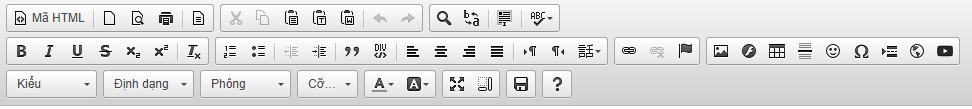 Mã HTML
Kiểu Định dạng Phông Cỡ...